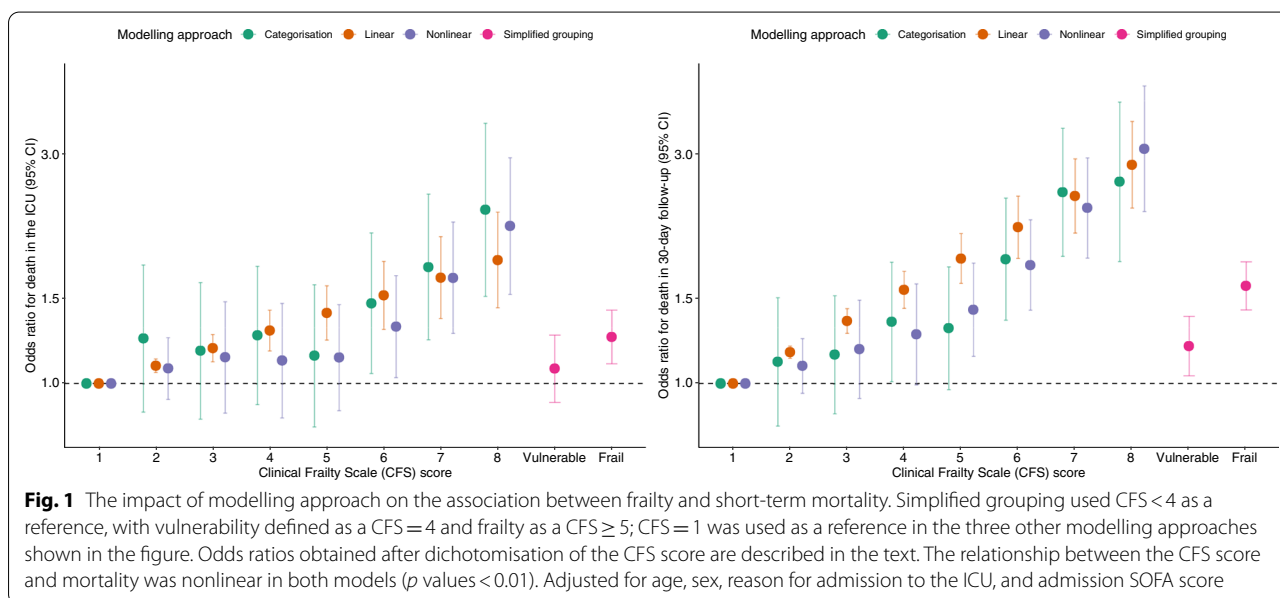 Modelling approach Categorisation Linear Nonlinear Simplified grouping
Odds ratio for death in the ICU (95% CI)
3.0
1.5
1.0
1 2 3 4 5 6 7 8 Vulnerable Frail
Clinical Frailty Scale (CFS) score
Modelling approach Categorisation Linear Nonlinear Simplified grouping
Odds ratio for death in 30-day follow-up (95% CI)
3.0
1.5
1.0
1 2 3 4 5 6 7 8 Vulnerable Frail
Clinical Frailty Scale (CFS) score
Fig. 1 The impact of modelling approach on the association between frailty and short-term mortality. Simplified grouping used CFS < 4 as a
reference, with vulnerability defined as a CFS = 4 and frailty as a CFS ≥ 5; CFS = 1 was used as a reference in the three other modelling approaches
shown in the figure. Odds ratios obtained after dichotomisation of the CFS score are described in the text. The relationship between the CFS score
and mortality was nonlinear in both models (p values < 0.01). Adjusted for age, sex, reason for admission to the ICU, and admission SOFA score